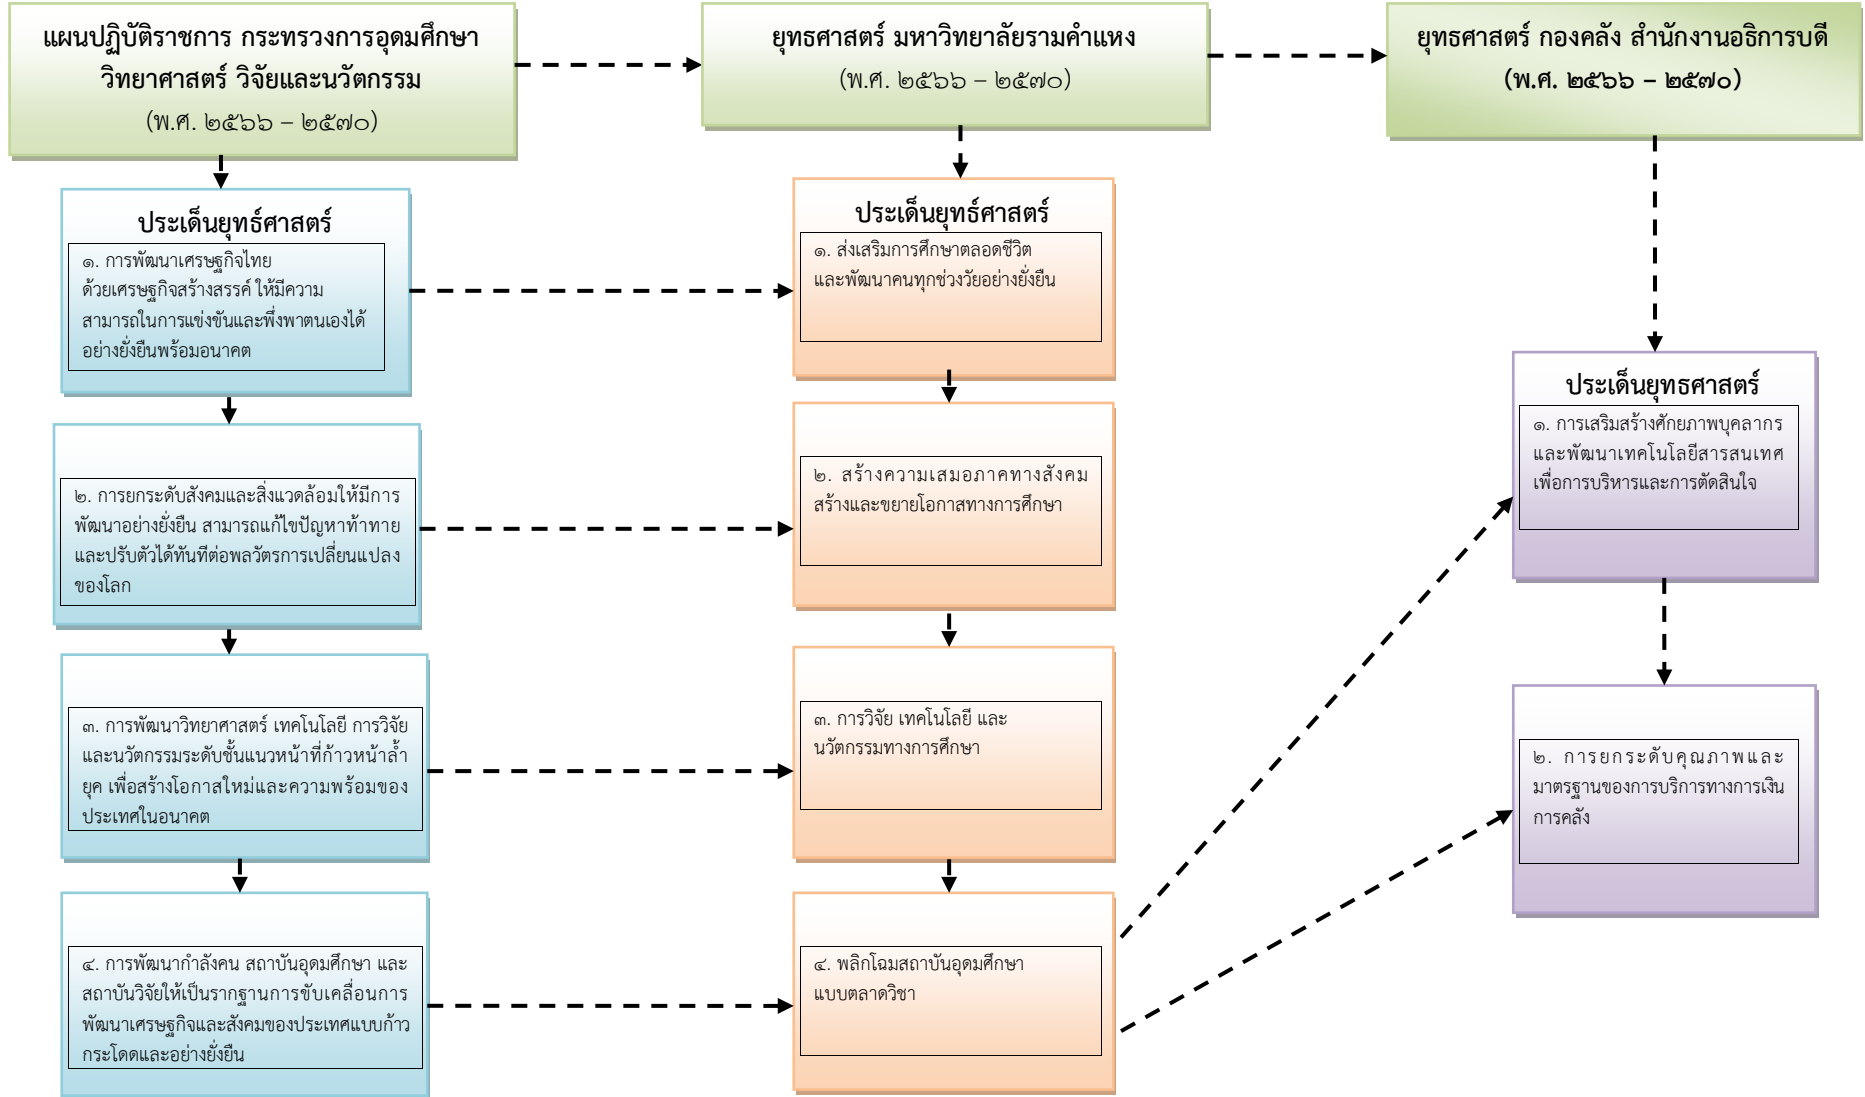 แผนปฏิบัติราชการ กระทรวงการอุดมศึกษา
วิทยาศาสตร์ วิจัยและนวัตกรรม
(พ.ศ. ๒๕๖๖ – ๒๕๗๐)
ประเด็นยุทธ์ศาสตร์
๑. การพัฒนาเศรษฐกิจไทย
ด้วยเศรษฐกิจสร้างสรรค์ ให้มีความ
สามารถในการแข่งขันและพึ่งพาตนเองได้
อย่างยั่งยืนพร้อมอนาคต
๒. การยกระดับสังคมและสิ่งแวดล้อมให้มีการ
พัฒนาอย่างยั่งยืน สามารถแก้ไขปัญหาท้าทาย
และปรับตัวได้ทันทีต่อพลวัตรการเปลี่ยนแปลง
ของโลก
๓. การพัฒนาวิทยาศาสตร์ เทคโนโลยี การวิจัย
และนวัตกรรมระดับชั้นแนวหน้าที่ก้าวหน้าล้ำ
ยุค เพื่อสร้างโอกาสใหม่และความพร้อมของ
ประเทศในอนาคต
๔. การพัฒนากำลังคน สถาบันอุดมศึกษา และ
สถาบันวิจัยให้เป็นรากฐานการขับเคลื่อนการ
พัฒนาเศรษฐกิจและสังคมของประเทศแบบก้าว
กระโดดและอย่างยั่งยืน
ยุทธศาสตร์ มหาวิทยาลัยรามคำแหง
(พ.ศ. ๒๕๖๖ – ๒๕๗๐)
ประเด็นยุทธ์ศาสตร์
๑. ส่งเสริมการศึกษาตลอดชีวิต
และพัฒนาคนทุกช่วงวัยอย่างยั่งยืน
๒. สร้างความเสมอภาคทางสังคม
สร้างและขยายโอกาสทางการศึกษา
๓. การวิจัย เทคโนโลยี และ
นวัตกรรมทางการศึกษา
๔. พลิกโฉมสถาบันอุดมศึกษา
แบบตลาดวิชา
ยุทธศาสตร์ กองคลัง สำนักงานอธิการบดี
(พ.ศ. ๒๕๖๖ – ๒๕๗๐)
ประเด็นยุทธศาสตร์
๑. การเสริมสร้างศักยภาพบุคลากร
และพัฒนาเทคโนโลยีสารสนเทศ
เพื่อการบริหารและการตัดสินใจ
๒. การยกระดับคุณภาพและ
มาตรฐานของการบริการทางการเงิน
การคลัง